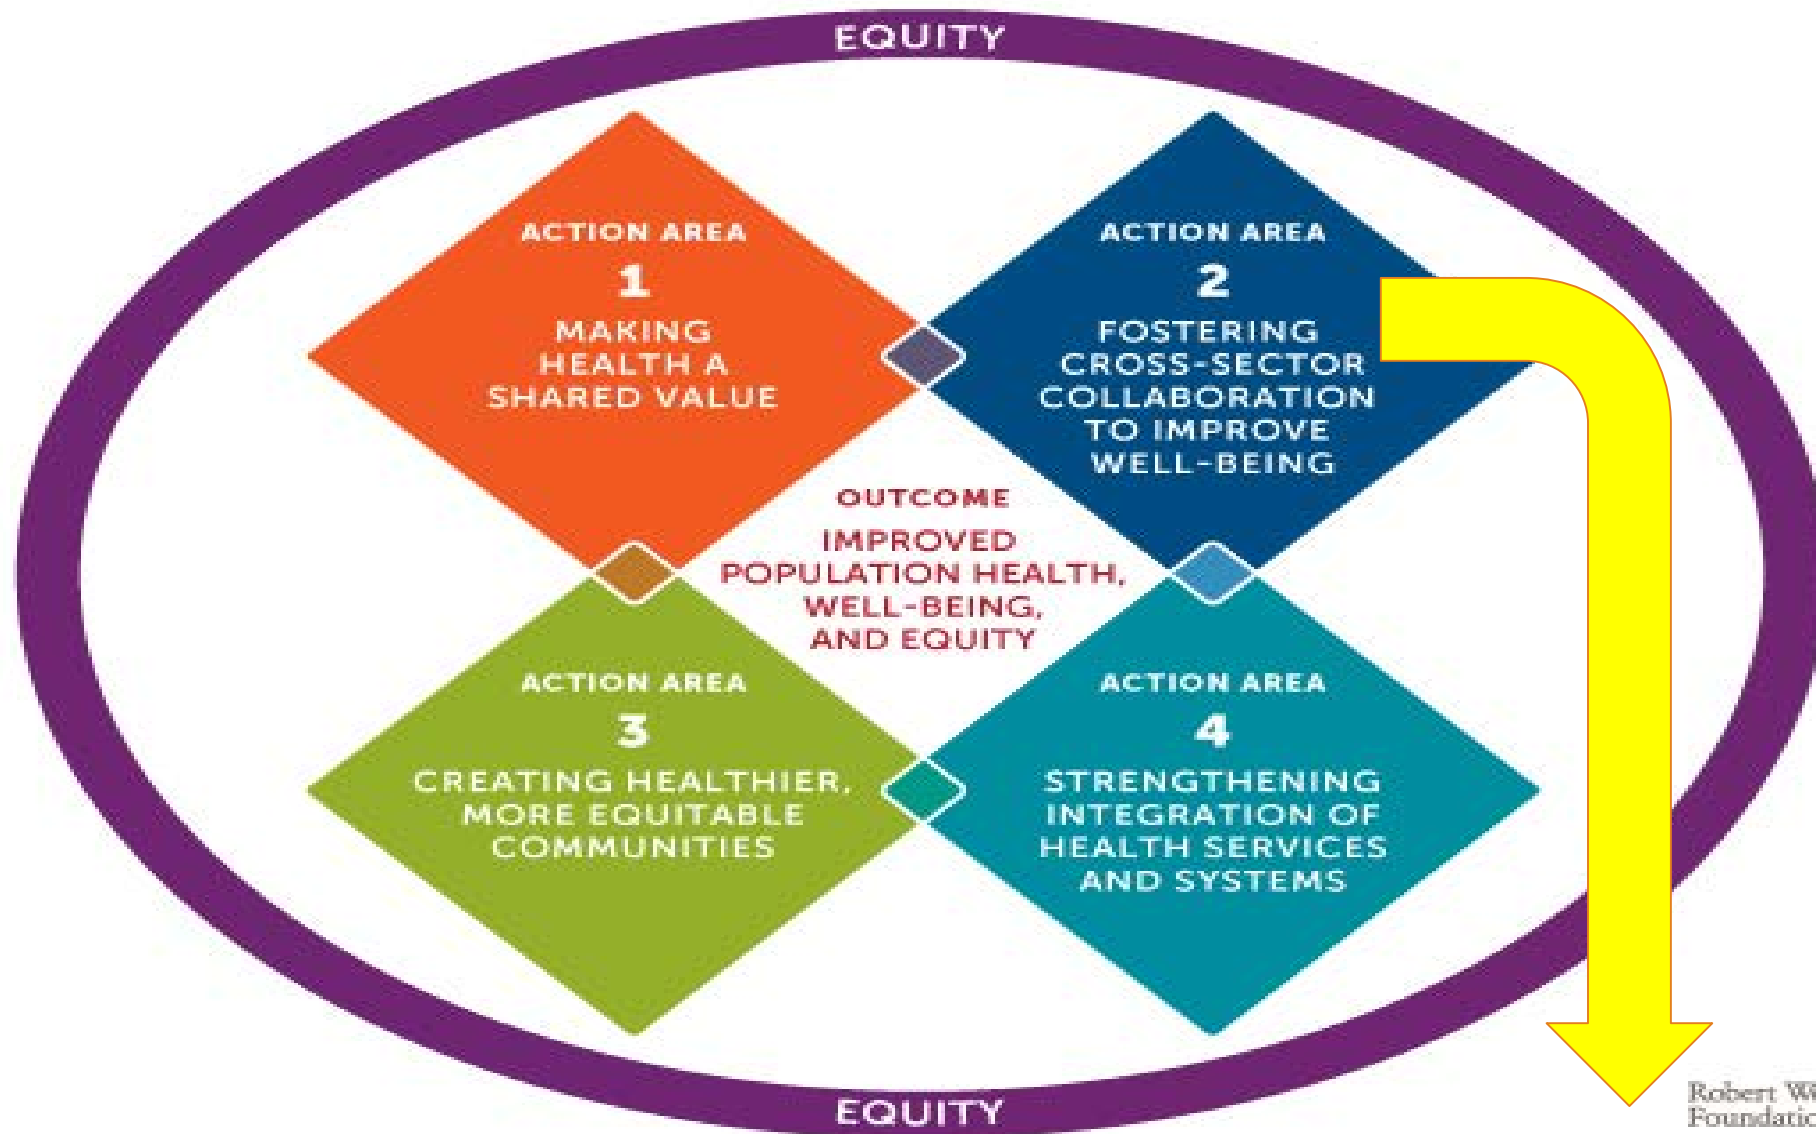 EQUITY
ACTION AREA
1
MAKING
HEALTH A
SHARED VALUE
ACTION AREA
2
FOSTERING
CROSS-SECTOR
COLLABORATION
TO IMPROVE
WELL-BEING
OUTCOME
IMPROVED
POPULATION HEALTH,
WELL-BEING,
AND EQUITY
ACTION AREA
3
CREATING HEALTHIER,
MORE EQUITABLE
COMMUNITIES
ACTION AREA
4
STRENGTHENING
INTEGRATION OF
HEALTH SERVICES
AND SYSTEMS
EQUITY
Robert